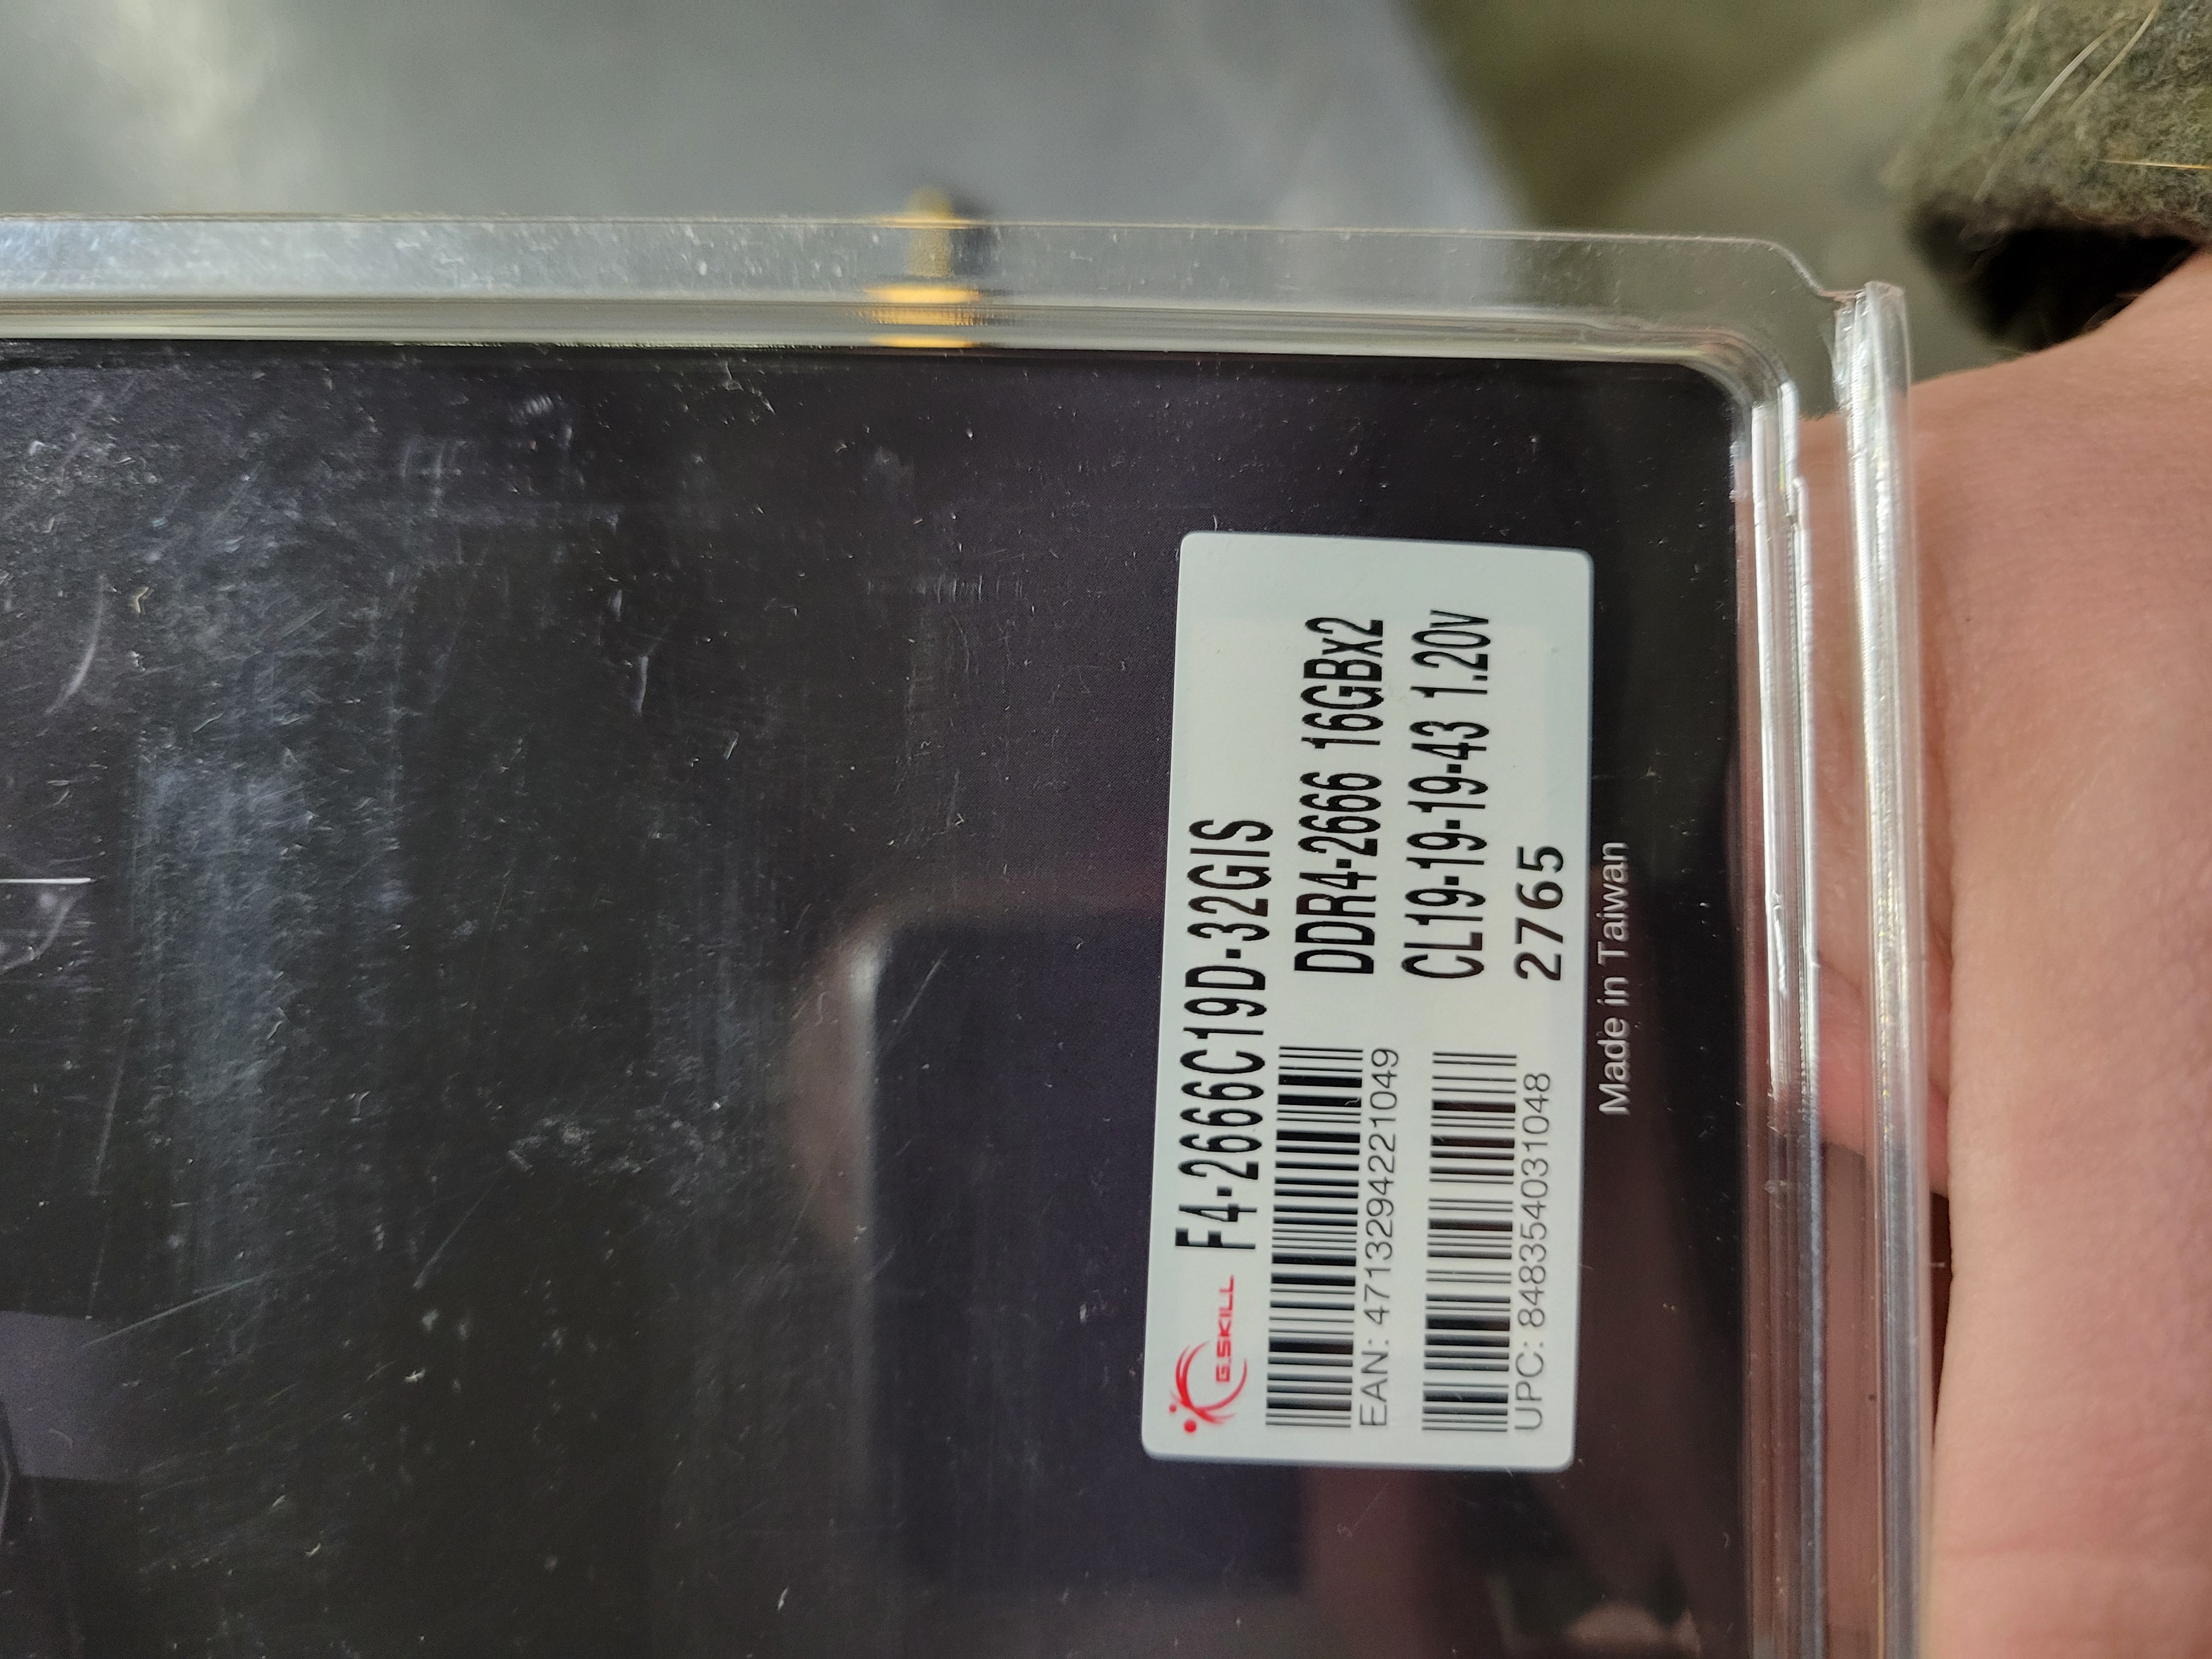 G.SKILL F4-2666C19D-32GIS
DDR4-2666 16GBx2
EAN: 4713294221049
CL19-19-19-43 1.20v
2765
UPC: 848354031048
Made in Taiwan